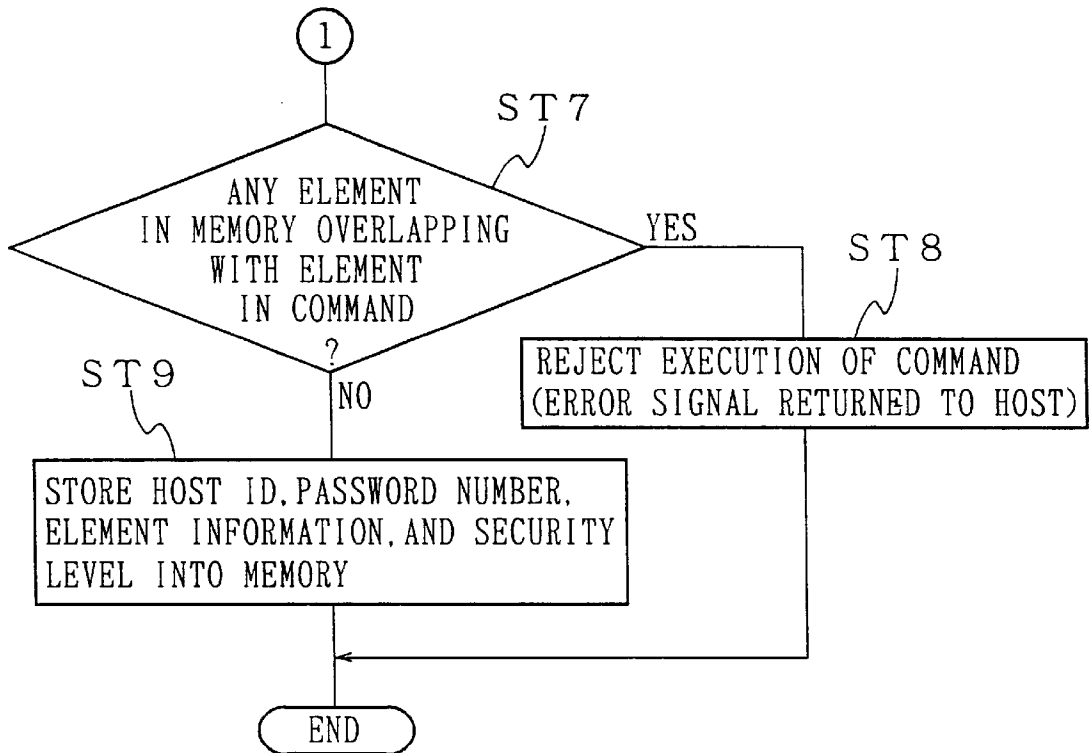 1
ST7
ANY ELEMENT
IN MEMORY OVERLAPPING
WITH ELEMENT
IN COMMAND
?
YES
ST8
REJECT EXECUTION OF COMMAND
(ERROR SIGNAL RETURNED TO HOST)
NO
ST9
STORE HOST ID, PASSWORD NUMBER,
ELEMENT INFORMATION, AND SECURITY
LEVEL INTO MEMORY
END